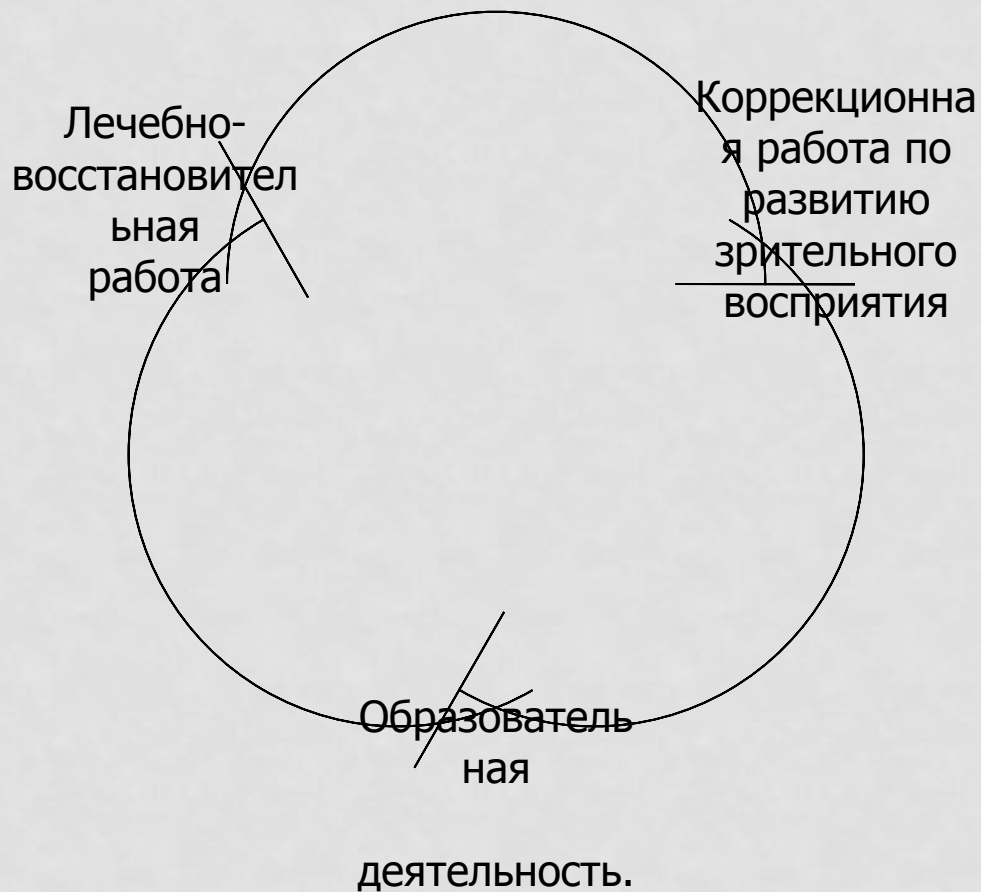 Лечебно-
восстановител
ьная
работа
Коррекционна
я работа по
развитию
зрительного
восприятия
Образователь
ная
деятельность.